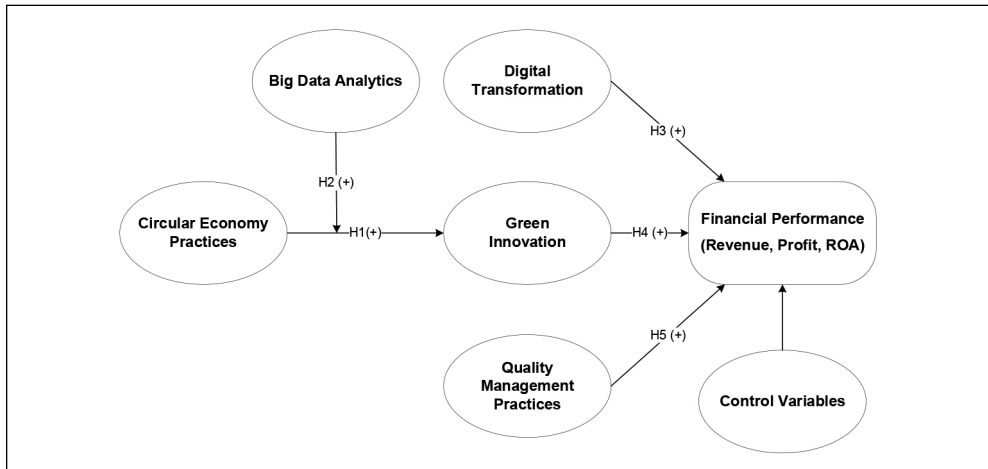 Big Data Analytics
Digital
Transformation
H3 (+)
H2 (+)
Circular Economy
Practices
H1(+)
Green
Innovation
H4 (+)
Financial Performance
(Revenue, Profit, ROA)
H5 (+)
Quality
Management
Practices
Control Variables